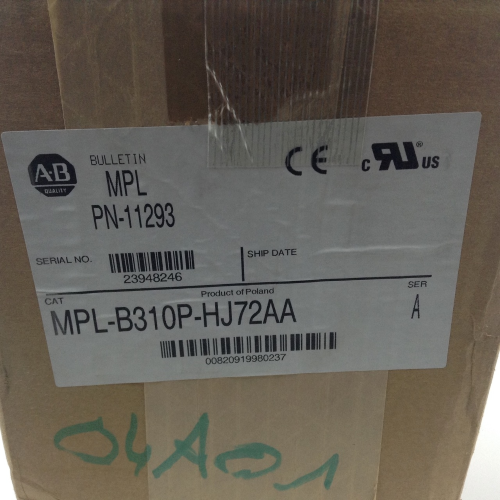 A-B
QUALITY
BULLETIN
MPL
PN-11293
CE
c RU us
SERIAL NO.
23948246
SHIP DATE
Product of Poland
CAT
SER
MPL-B310P-HJ72AA
A
00820919980237
04A01